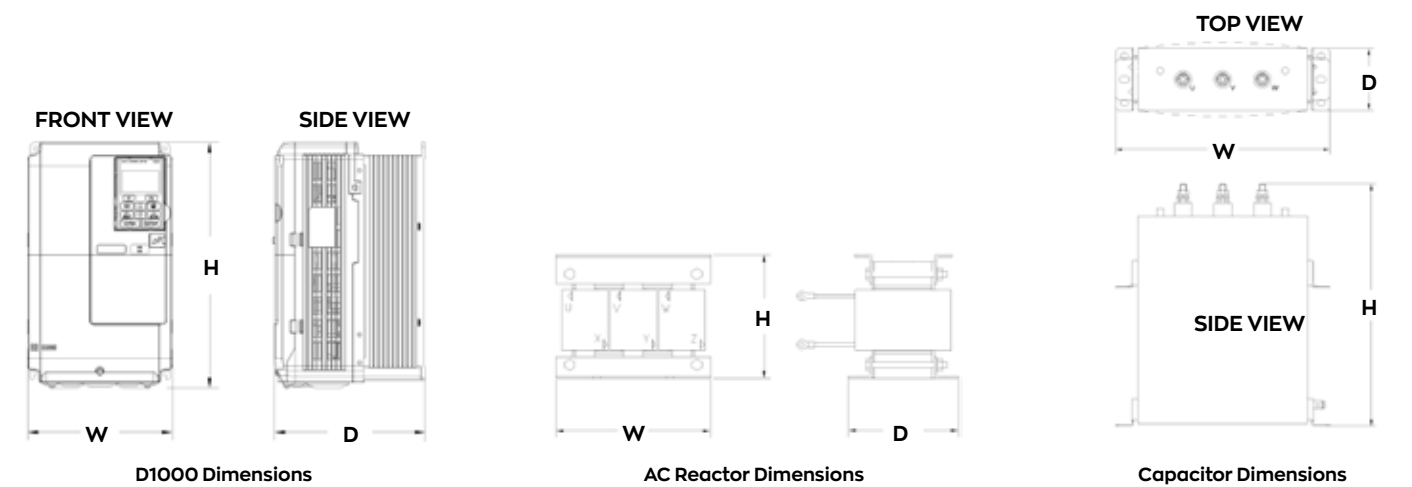 TOP VIEW
D
W
FRONT VIEW
SIDE VIEW
H
W
D
D1000 Dimensions
U
V
W
X
Y
Z
H
W
D
AC Reactor Dimensions
U
V
W
SIDE VIEW
H
Capacitor Dimensions